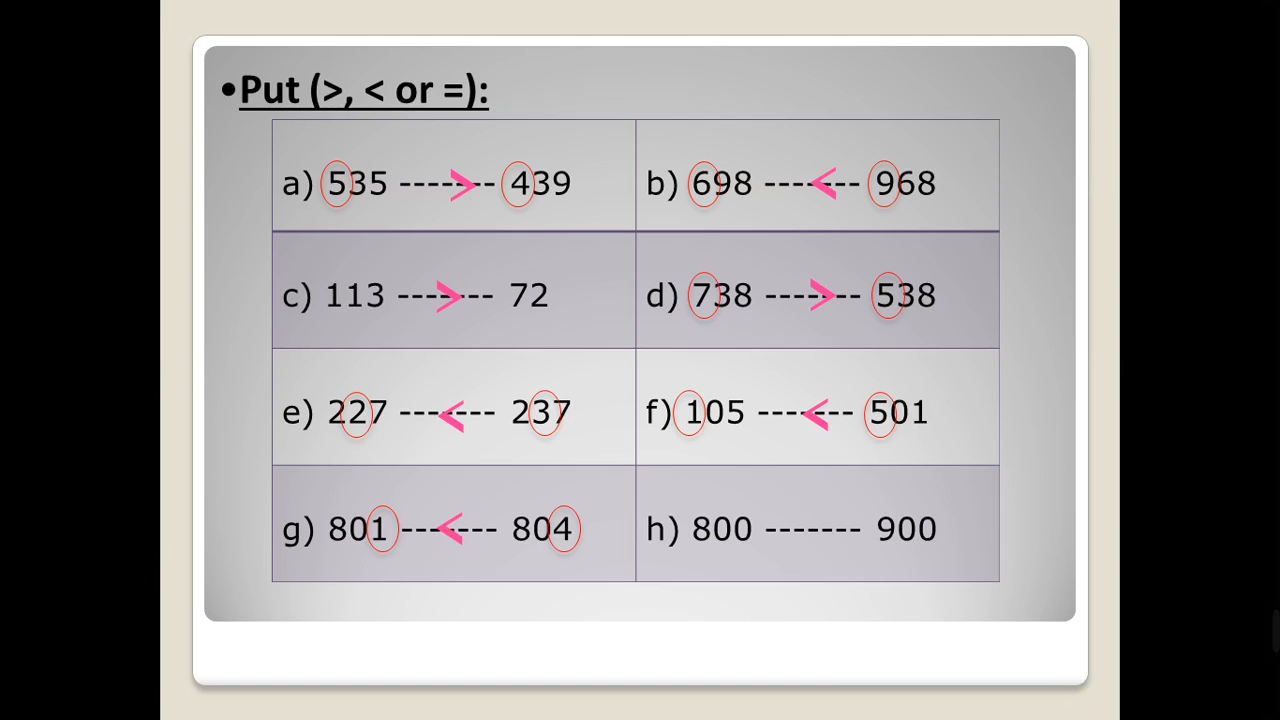 •Put (>, < or =):
a) 535 ---->--- 439
b) 698 ----<--- 968
c) 113 ---->--- 72
d) 738 ---->--- 538
e) 227 ----<--- 237
f) 105 ----<--- 501
g) 801 ----<--- 804
h) 800 ------- 900